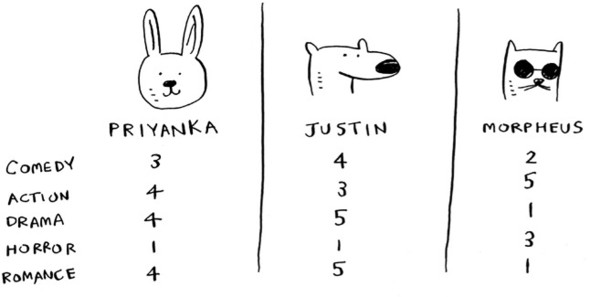 PRIYANKA JUSTIN MORPHEUS
COMEDY 3 4 2
ACTION 4 3 5
DRAMA 4 5 1
HORROR 1 1 3
ROMANCE 4 5 1